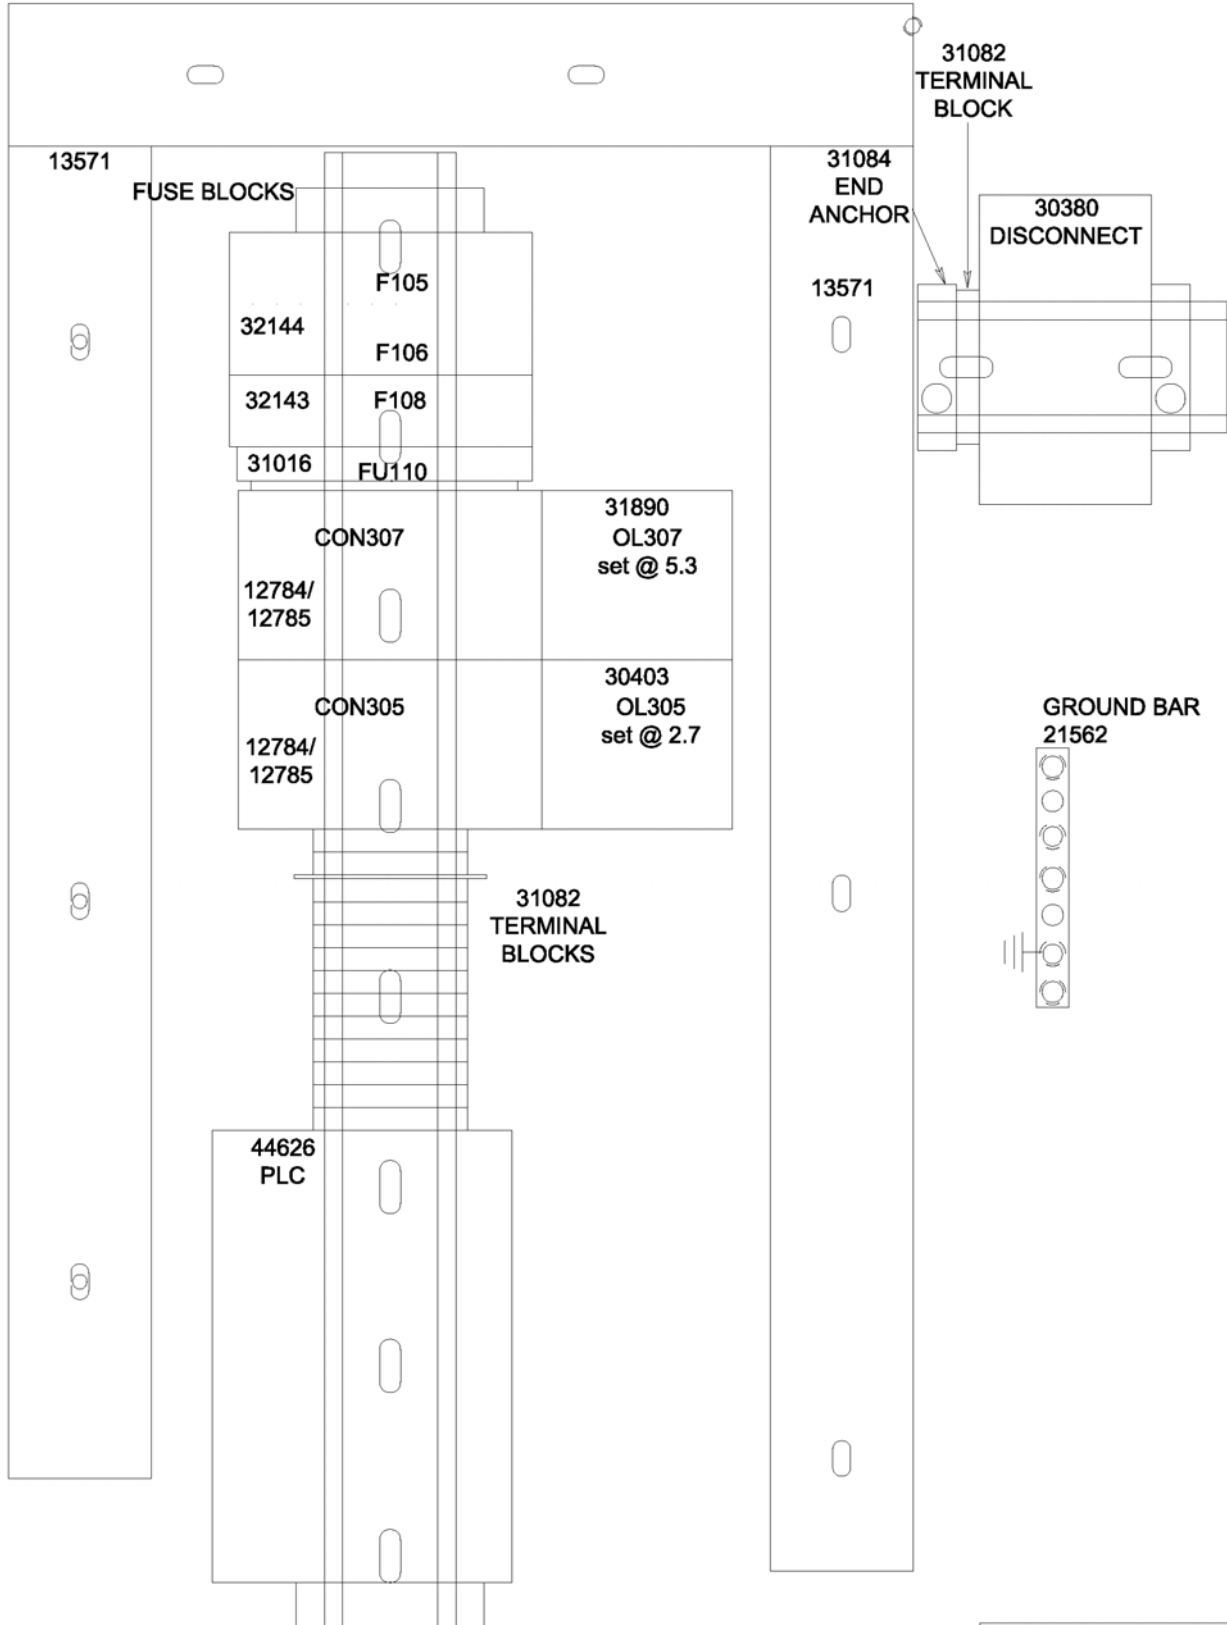 31082
TERMINAL
BLOCK
13571
FUSE BLOCKS
31084
END
ANCHOR
30380
DISCONNECT
13571
F105
32144
F106
32143
F108
31016
FU110
CON307
12784/
12785
31890
OL307
set @ 5.3
CON305
12784/
12785
30403
OL305
set @ 2.7
GROUND BAR
21562
31082
TERMINAL
BLOCKS
44626
PLC